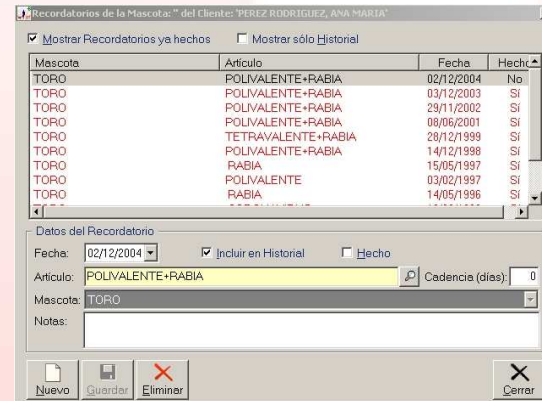 Recordatorios de la Mascota: '' del Cliente: 'PEREZ RODRIGUEZ, ANA MARIA'
Mostrar Recordatorios ya hechos Mostrar sólo Historial
Mascota Artículo Fecha Hecho
TORO POLIVALENTE+RABIA 02/12/2004 No
TORO POLIVALENTE+RABIA 03/12/2003 Sí
TORO POLIVALENTE+RABIA 29/11/2002 Sí
TORO POLIVALENTE+RABIA 08/06/2001 Sí
TORO TETRAVALENTE+RABIA 28/12/1999 Sí
TORO POLIVALENTE+RABIA 14/12/1998 Sí
TORO RABIA 15/05/1997 Sí
TORO POLIVALENTE 03/02/1997 Sí
TORO RABIA 14/05/1996 Sí
Datos del Recordatorio
Fecha: 02/12/2004 Incluir en Historial Hecho
Artículo: POLIVALENTE+RABIA Cadencia (días): 0
Mascota: TORO
Notas:
Nuevo Guardar Eliminar Cerrar